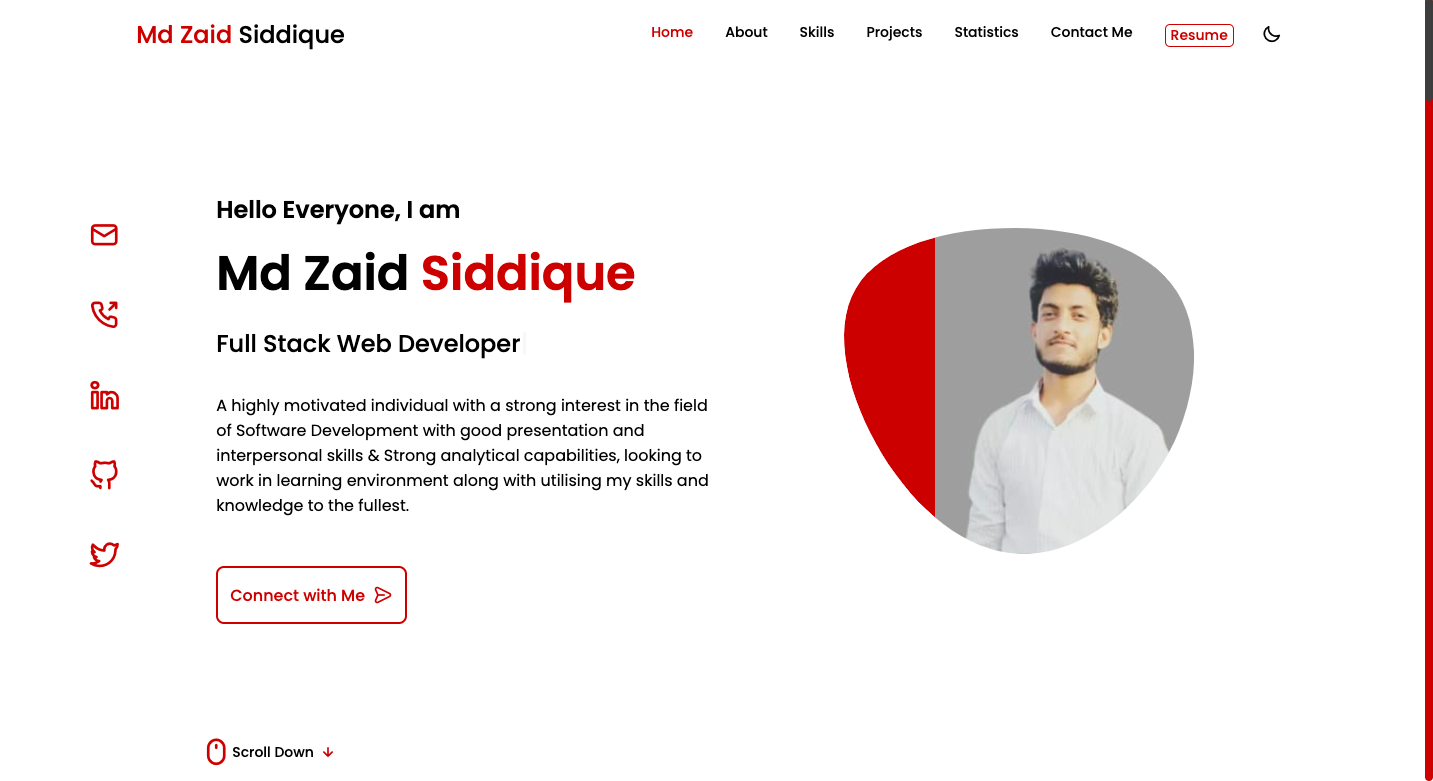 Md Zaid Siddique
Home About Skills Projects Statistics Contact Me Resume
Hello Everyone, I am
Md Zaid Siddique
Full Stack Web Developer
A highly motivated individual with a strong interest in the field
of Software Development with good presentation and
interpersonal skills & Strong analytical capabilities, looking to
work in learning environment along with utilising my skills and
knowledge to the fullest.
Connect with Me
Scroll Down